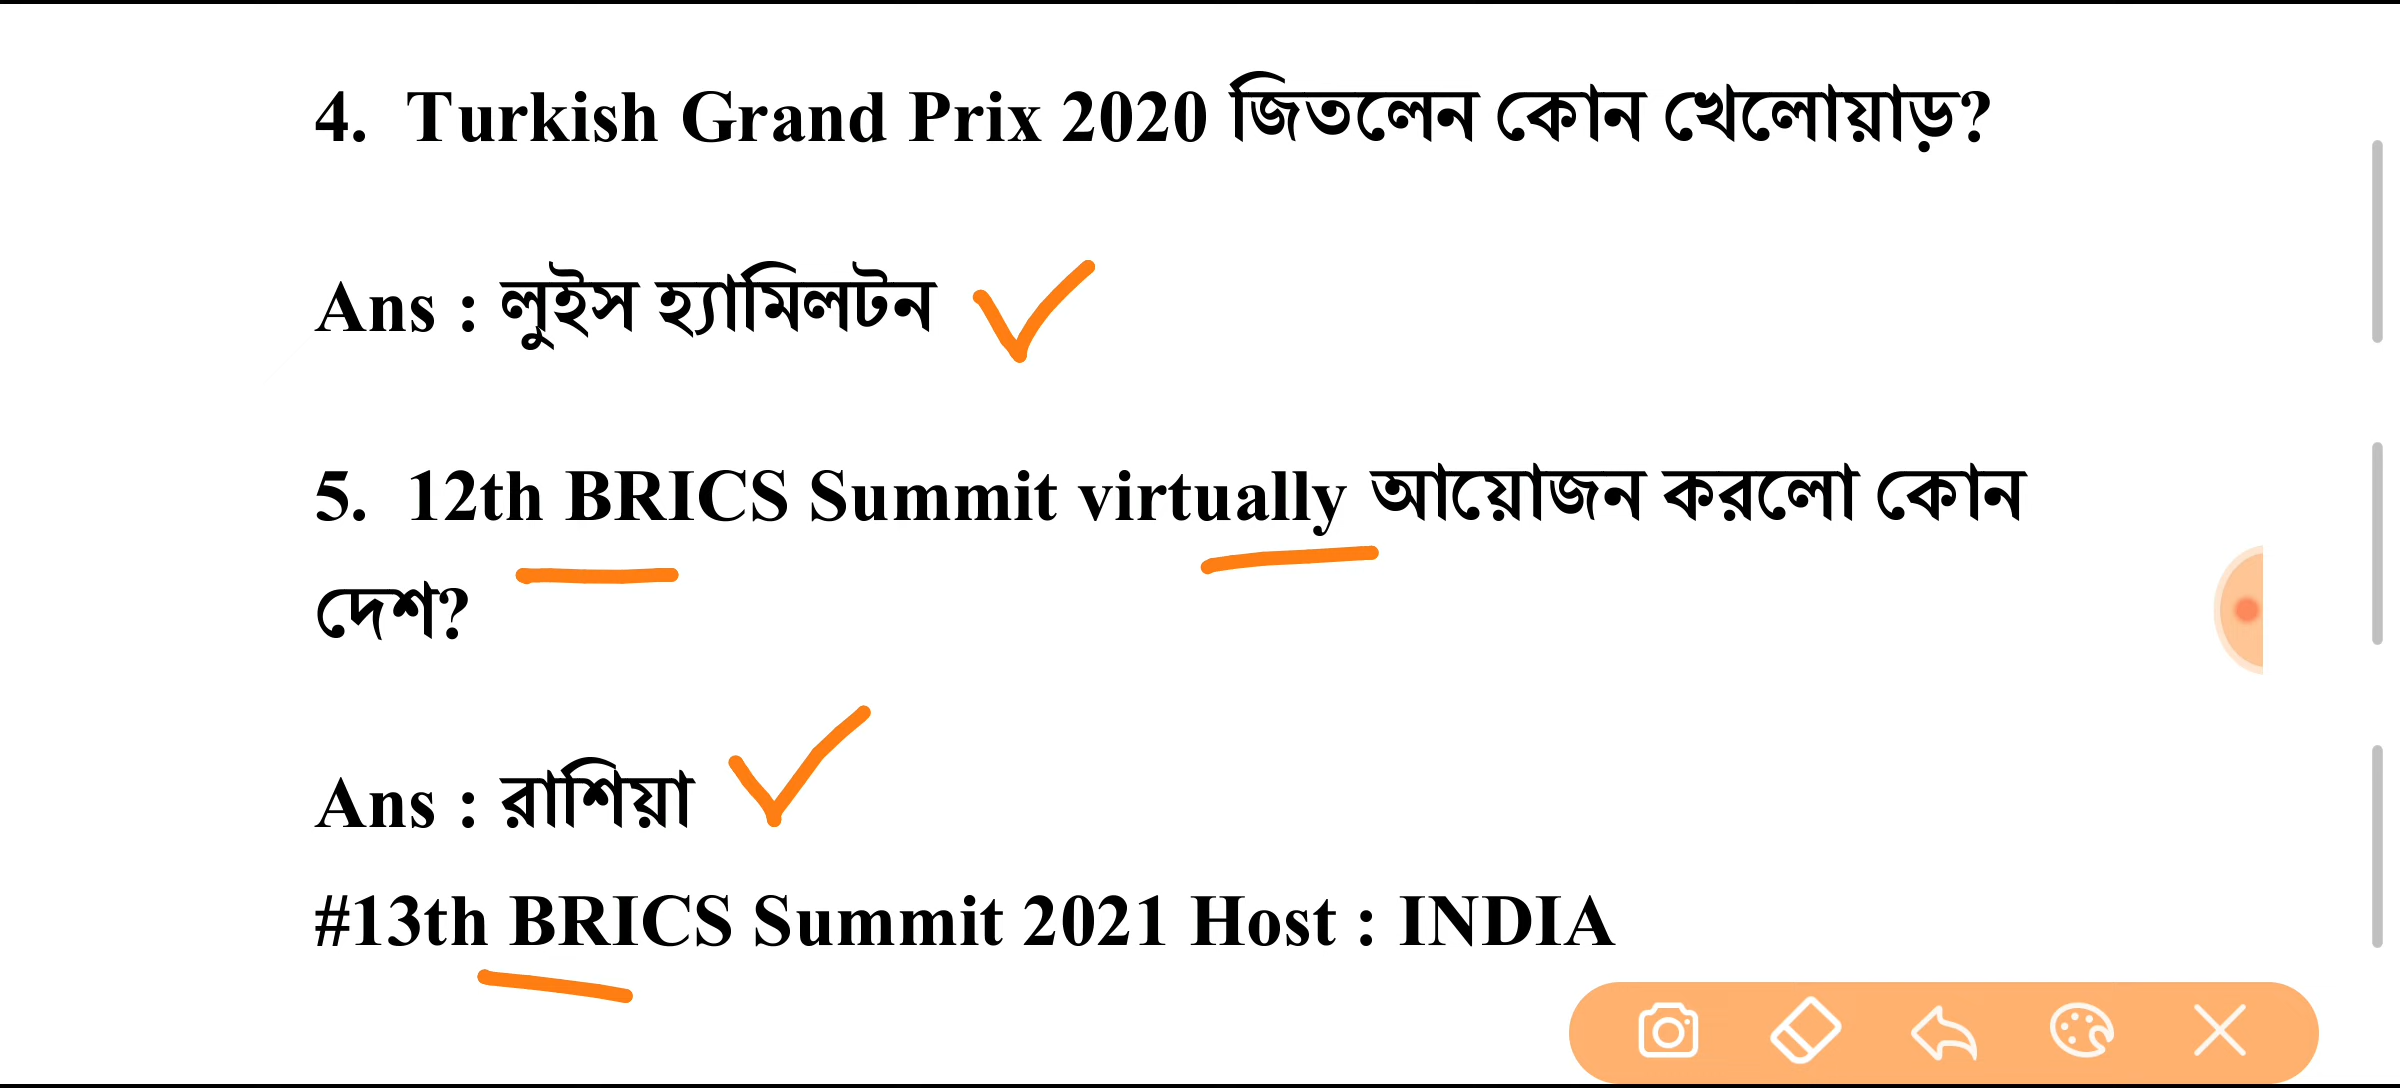 4. Turkish Grand Prix 2020 জিতলেন কোন খেলোয়াড়?
Ans : লুইস হ্যামিলটন
5. 12th BRICS Summit virtually আয়োজন করলো কোন
দেশ?
Ans : রাশিয়া
#13th BRICS Summit 2021 Host : INDIA